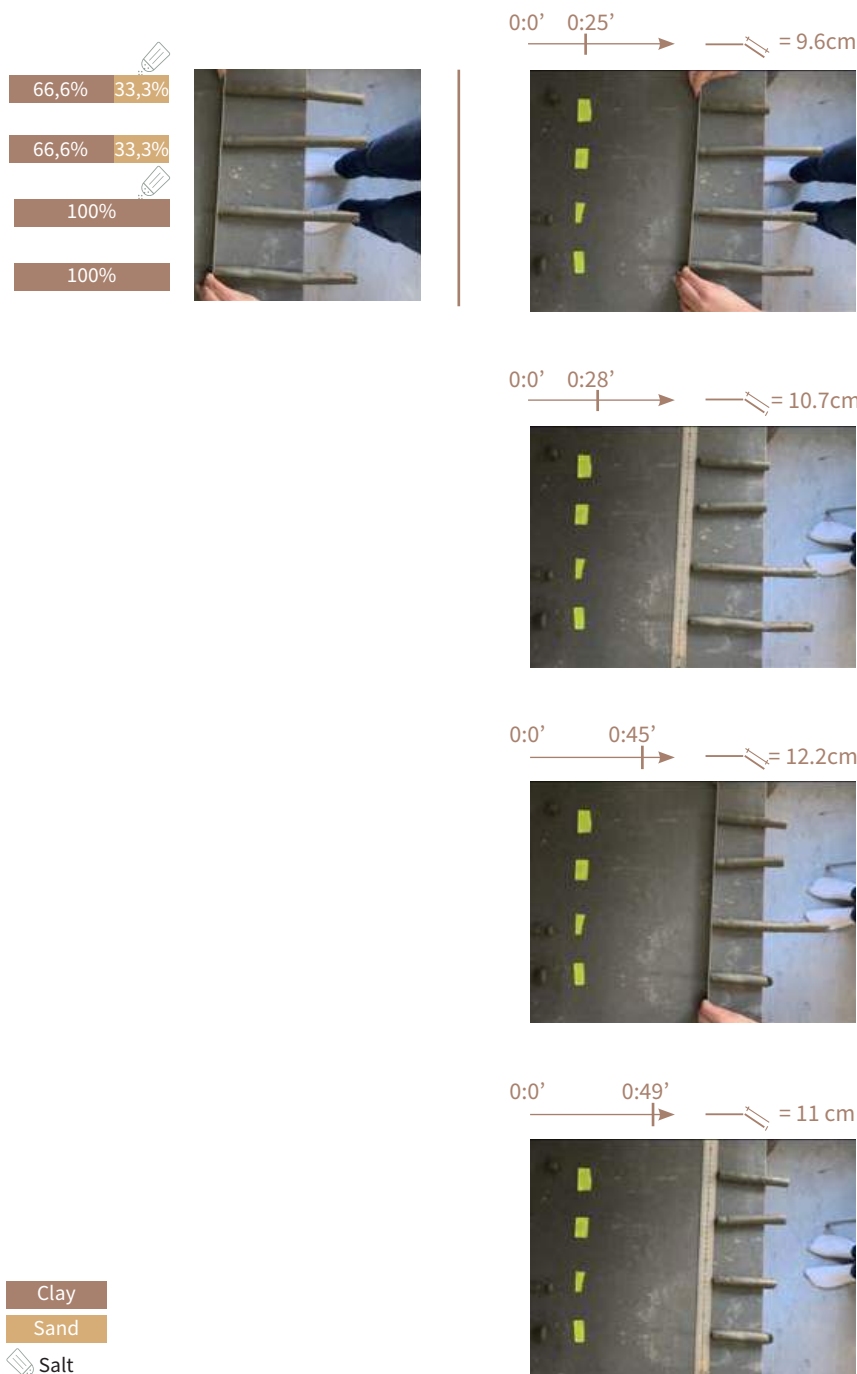 66,6% 33,3%
66,6% 33,3%
100%
100%
0:0’ 0:25’ = 9.6cm
0:0’ 0:28’ = 10.7cm
0:0’ 0:45’ = 12.2cm
0:0’ 0:49’ = 11 cm
Clay
Sand
Salt